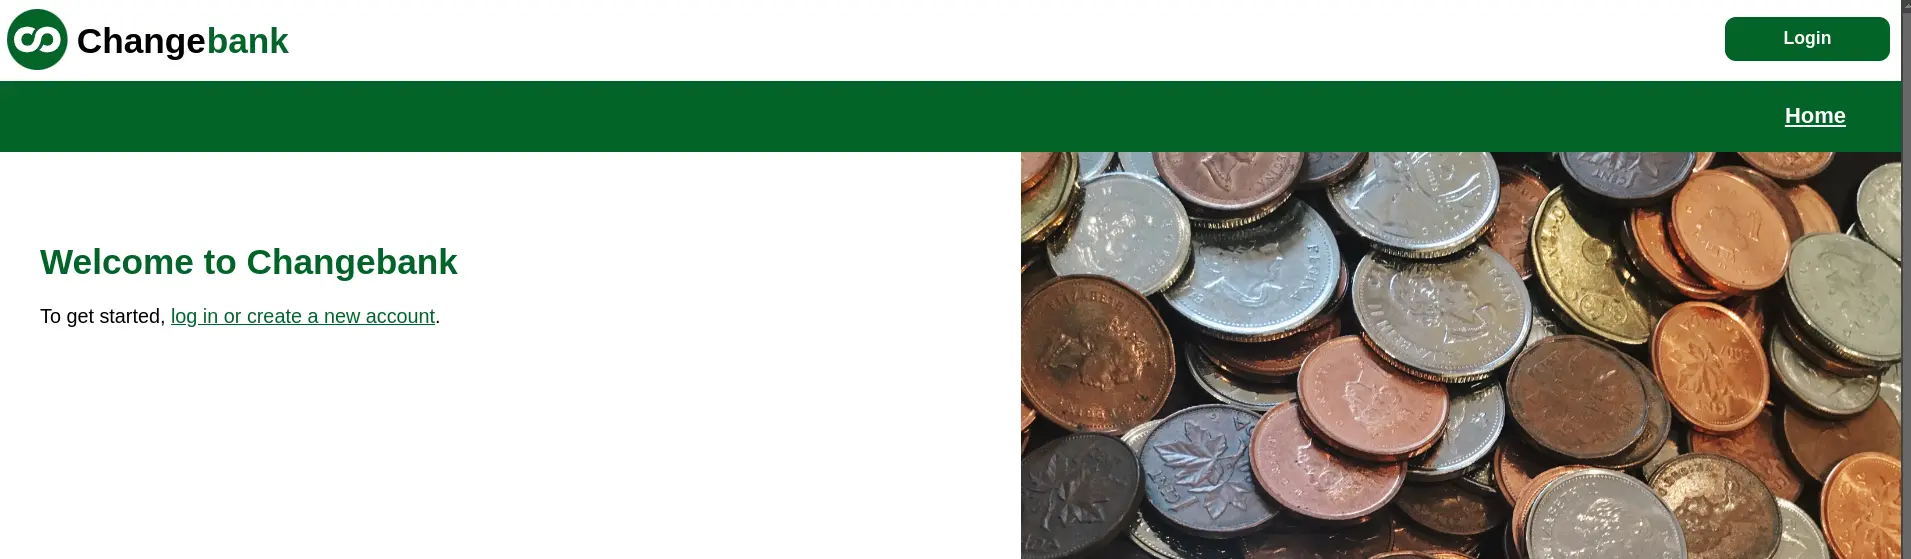 Changebank
Login
Home
Welcome to Changebank
To get started, log in or create a new account.